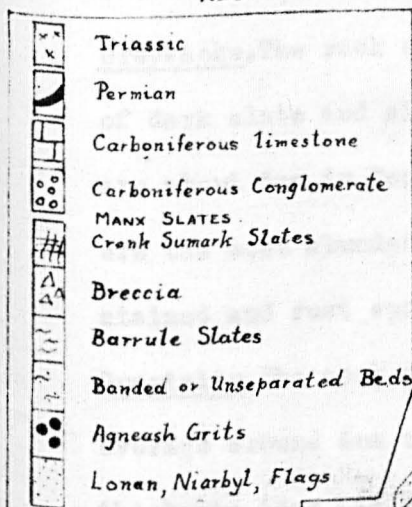 Triassic
Permian
Carboniferous limestone
Carboniferous Conglomerate
MANX SLATES
Cronk Sumark Slates
Breccia
Barrule Slates
Banded or Unseparated Beds
Agneash Grits
Lonan, Niarbyl, Flags